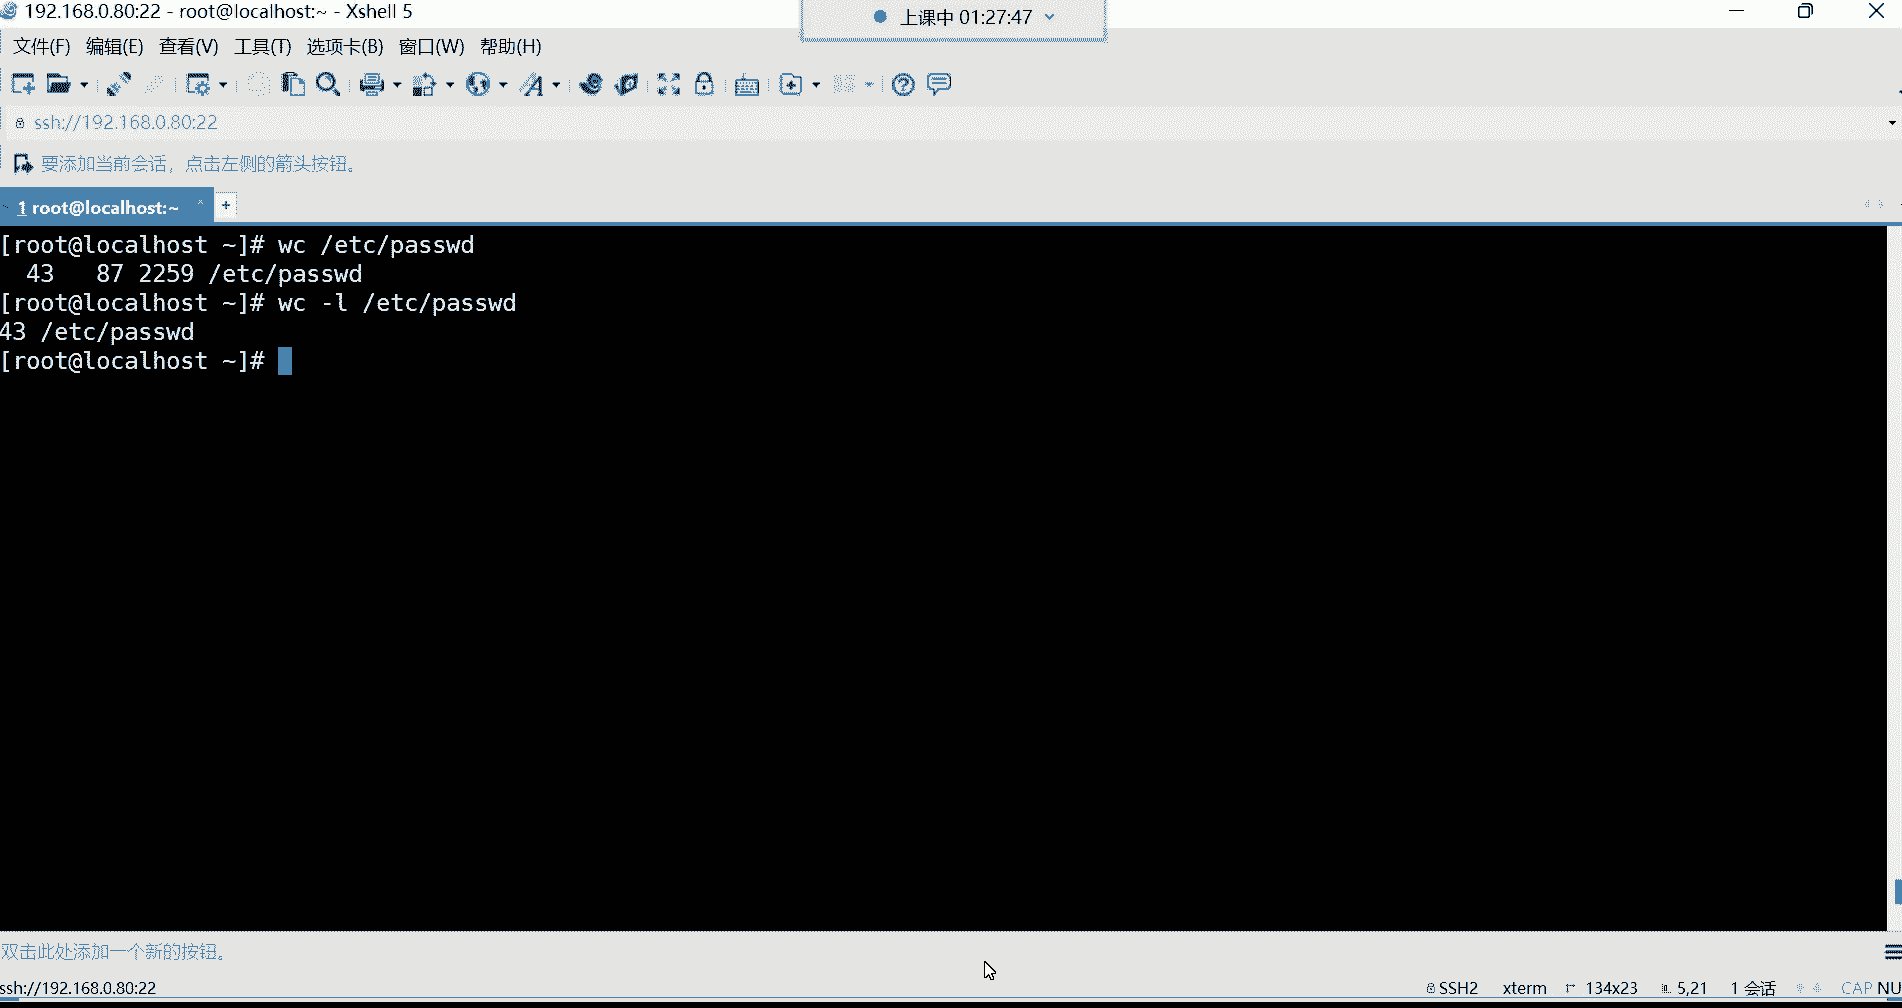 192.168.0.80:22 - root@localhost:~ - Xshell 5
上课中 01:27:47
文件(F) 编辑(E) 查看(V) 工具(T) 选项卡(B) 窗口(W) 帮助(H)
ssh://192.168.0.80:22
要添加当前会话，点击左侧的箭头按钮。
1 root@localhost:~ +
[root@localhost ~]# wc /etc/passwd
  43   87 2259 /etc/passwd
[root@localhost ~]# wc -l /etc/passwd
43 /etc/passwd
[root@localhost ~]#
双击此处添加一个新的按钮。
ssh://192.168.0.80:22 SSH2 xterm 134x23 5,21 1 会话 CAP NU